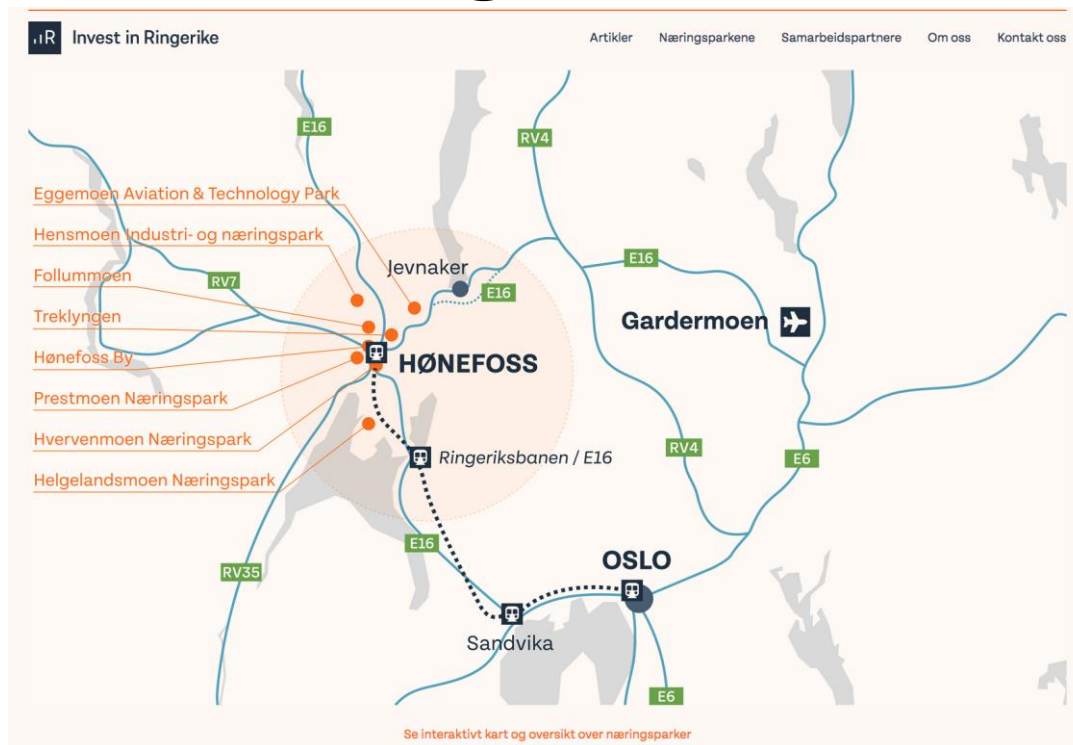 ıılR Invest in Ringerike
Artikler Næringsparkene Samarbeidspartnere Om oss Kontakt oss
E16
RV4
Eggemoen Aviation & Technology Park
Hensmoen Industri- og næringspark
Jevnaker
E16
Follummoen
RV7
E16
Treklyngen
Gardermoen
Hønefoss By
HØNEFOSS
Prestmoen Næringspark
Hvervenmoen Næringspark
RV4
E6
Ringeriksbanen / E16
Helgelandsmoen Næringspark
E16
OSLO
RV35
Sandvika
E6
Se interaktivt kart og oversikt over næringsparker